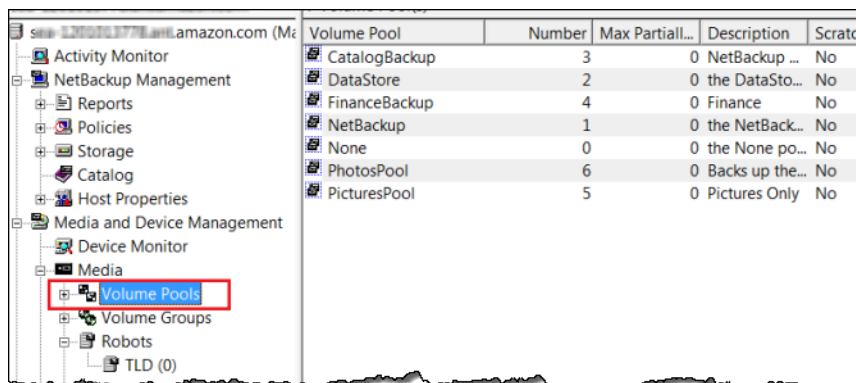 .amazon.com (Ma
Activity Monitor
NetBackup Management
Reports
Policies
Storage
Catalog
Host Properties
Media and Device Management
Device Monitor
Media
Volume Pools
Volume Groups
Robots
TLD (0)
Volume Pool Number Max Partiall... Description Scratc
CatalogBackup 3 0 NetBackup ... No
DataStore 2 0 the DataSto... No
FinanceBackup 4 0 Finance No
NetBackup 1 0 the NetBack... No
None 0 0 the None po... No
PhotosPool 6 0 Backs up the... No
PicturesPool 5 0 Pictures Only No